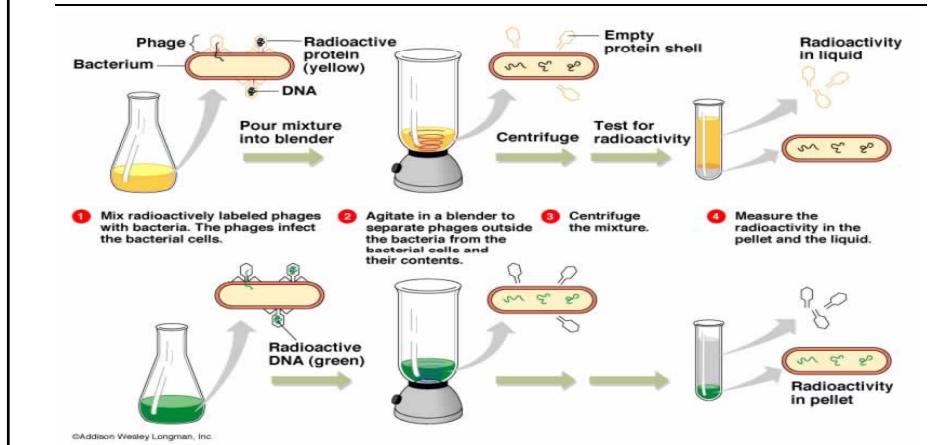 Phage
Bacterium
Radioactive
protein
(yellow)
DNA
Empty
protein shell
Radioactivity
in liquid
Pour mixture
into blender
Centrifuge
Test for
radioactivity
1 Mix radioactively labeled phages
with bacteria. The phages infect
the bacterial cells.
2 Agitate in a blender to
separate phages outside
the bacteria from the
bacterial cells and
their contents.
3 Centrifuge
the mixture.
4 Measure the
radioactivity in the
pellet and the liquid.
Radioactive
DNA (green)
Radioactivity
in pellet
©Addison Wesley Longman, Inc.